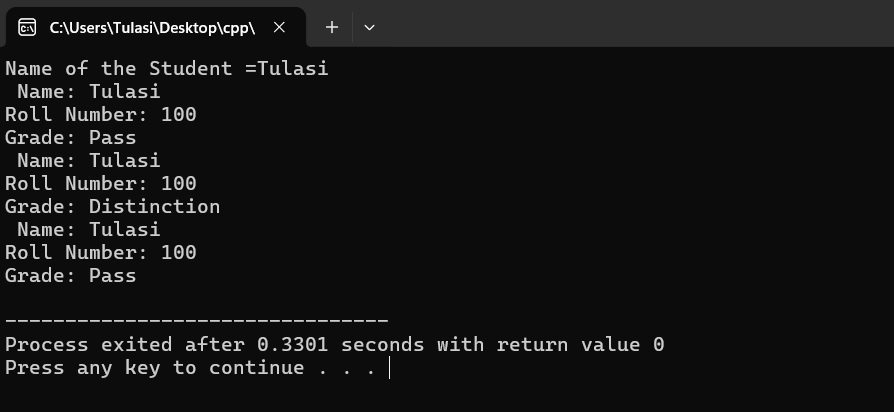 C:\Users\Tulasi\Desktop\cpp\
Name of the Student =Tulasi
 Name: Tulasi
Roll Number: 100
Grade: Pass
 Name: Tulasi
Roll Number: 100
Grade: Distinction
 Name: Tulasi
Roll Number: 100
Grade: Pass

--------------------------------
Process exited after 0.3301 seconds with return value 0
Press any key to continue . . .